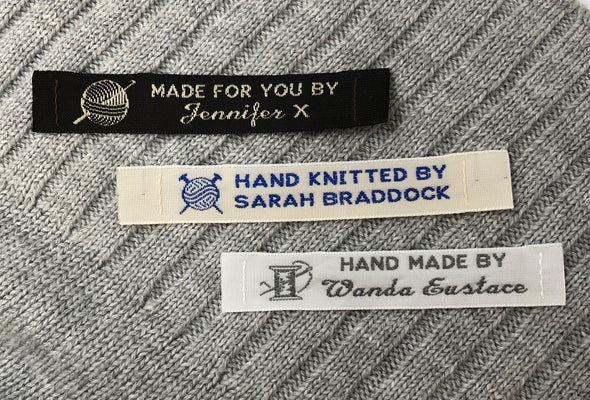 MADE FOR YOU BY
Jennifer X
HAND KNITTED BY
SARAH BRADDOCK
HAND MADE BY
Wanda Eustace